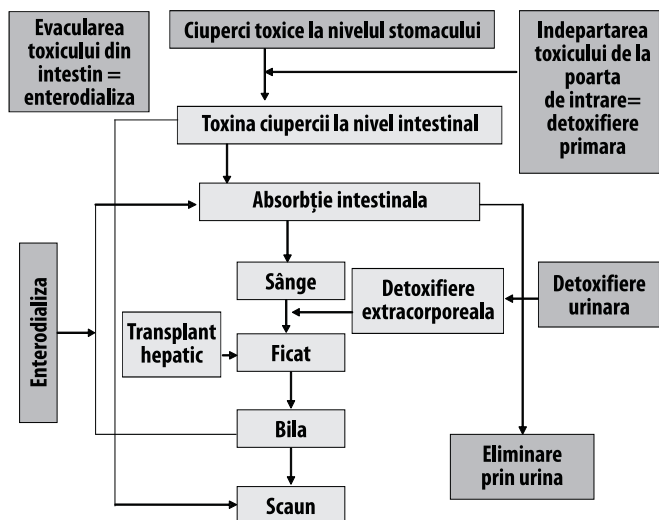 Evacuarea
toxicului din
intestin =
enterodializa
Ciuperci toxice la nivelul stomacului
Indepartarea
toxicului de la
poarta
de intrare=
detoxifiere
primara
Toxina ciupercii la nivel intestinal
Absorbție intestinala
Sânge
Detoxifiere
extracorporeala
Detoxifiere
urinara
Enterodializa
Transplant
hepatic
Ficat
Bila
Eliminare
prin urina
Scaun